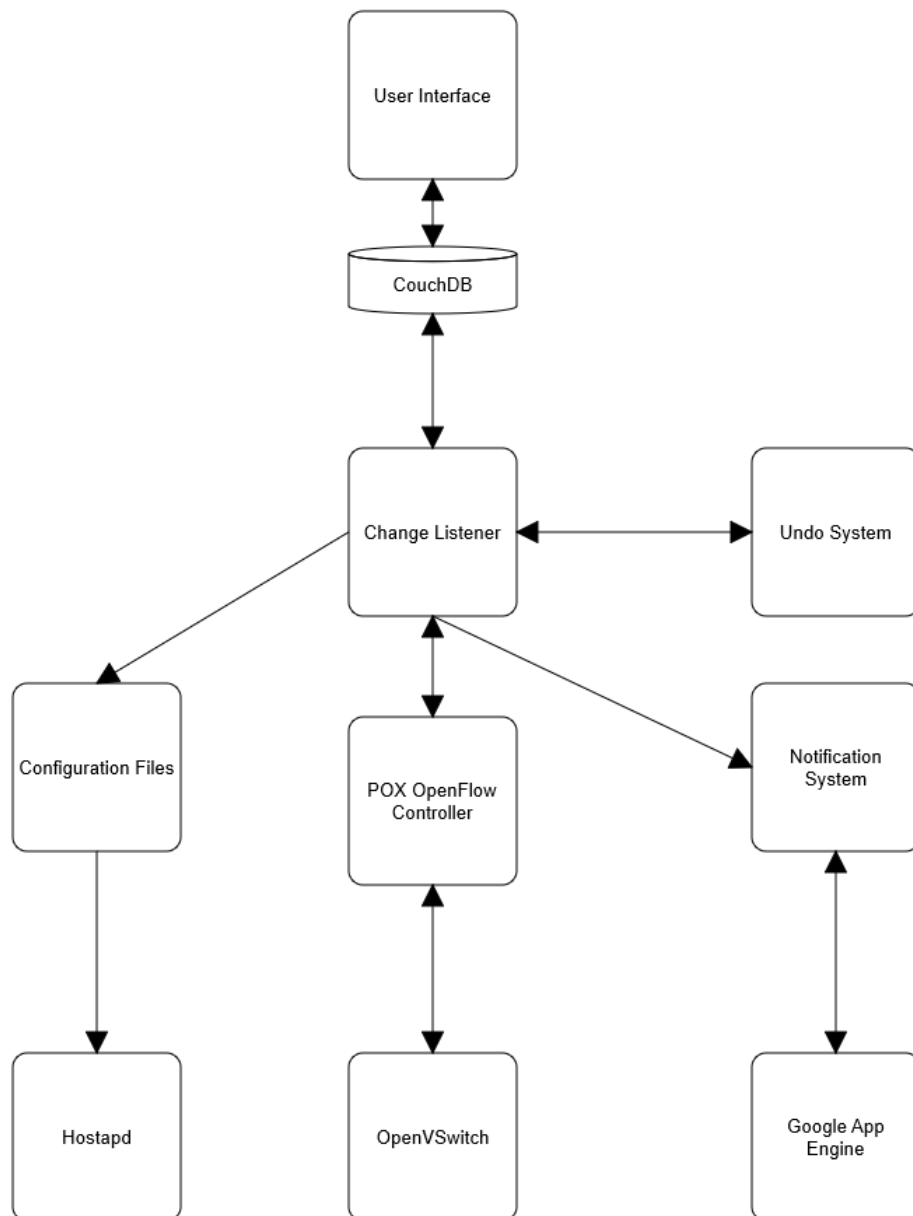 User Interface
CouchDB
Change Listener
Undo System
Configuration Files
POX OpenFlow
Controller
Notification
System
Hostapd
OpenVSwitch
Google App
Engine